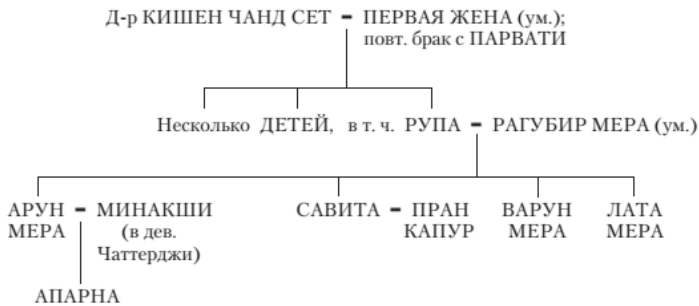 Д-р КИШЕН ЧАНД СЕТ = ПЕРВАЯ ЖЕНА (ум.);
повт. брак с ПАРВАТИ
Несколько ДЕТЕЙ, в т. ч. РУПА = РАГУБИР МЕРА (ум.)
АРУН = МИНАКШИ САВИТА = ПРАН ВАРУН ЛАТА
МЕРА (в дев. КАПУР МЕРА МЕРА
Чаттерджи)
АПАРНА